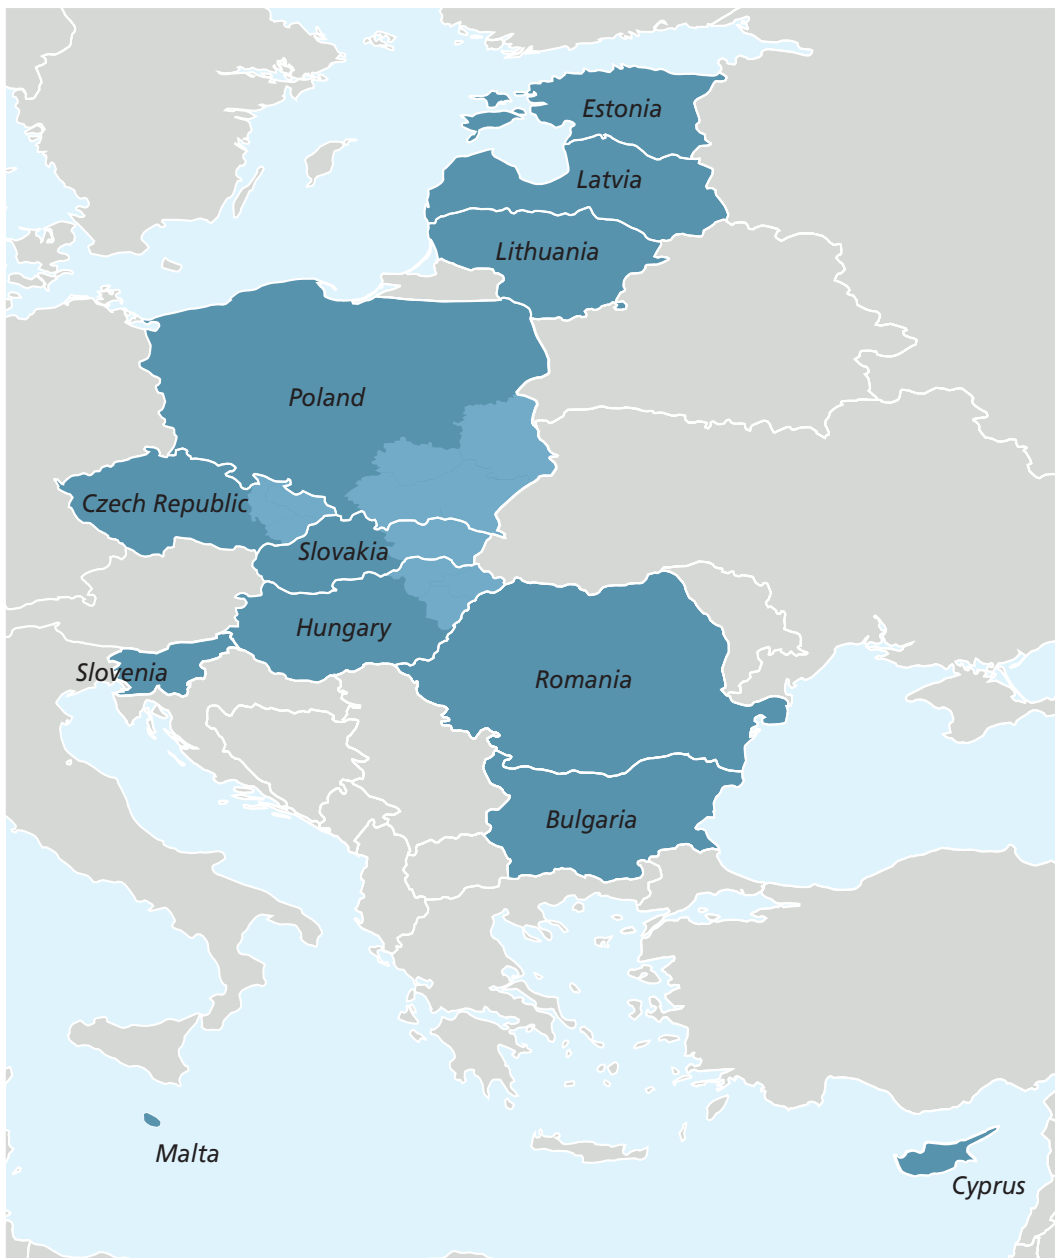 Estonia
Latvia
Lithuania
Poland
Czech Republic
Slovakia
Hungary
Slovenia
Romania
Bulgaria
Malta
Cyprus